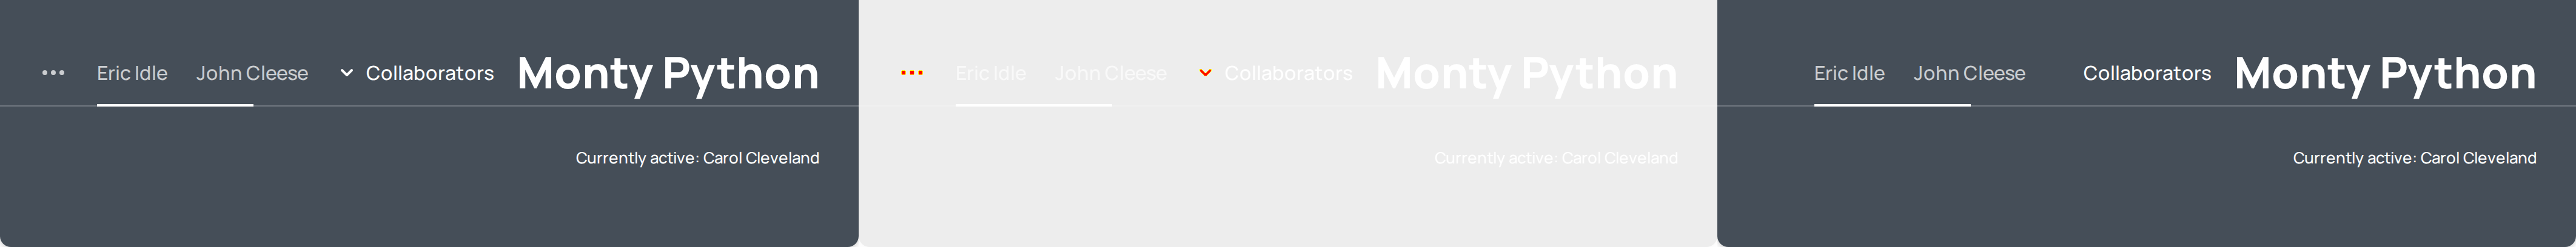 Eric Idle John Cleese Collaborators Monty Python
Currently active: Carol Cleveland
Eric Idle John Cleese Collaborators Monty Python
Currently active: Carol Cleveland
Eric Idle John Cleese Collaborators Monty Python
Currently active: Carol Cleveland